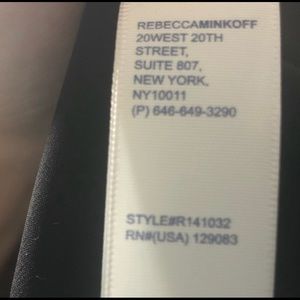 REBECCAMINKOFF
20WEST 20TH
STREET,
SUITE 807,
NEW YORK,
NY10011
(P) 646-649-3290
STYLE#R141032
RN#(USA) 129083